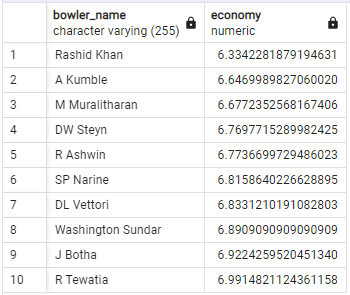 bowler_name economy
character varying (255) numeric
1 Rashid Khan 6.3342281879194631
2 A Kumble 6.6469989827060020
3 M Muralitharan 6.6772352568167406
4 DW Steyn 6.7697715289982425
5 R Ashwin 6.7736699729486023
6 SP Narine 6.8158640226628895
7 DL Vettori 6.8331210191082803
8 Washington Sundar 6.8909090909090909
9 J Botha 6.9224259520451340
10 R Tewatia 6.9914821124361158